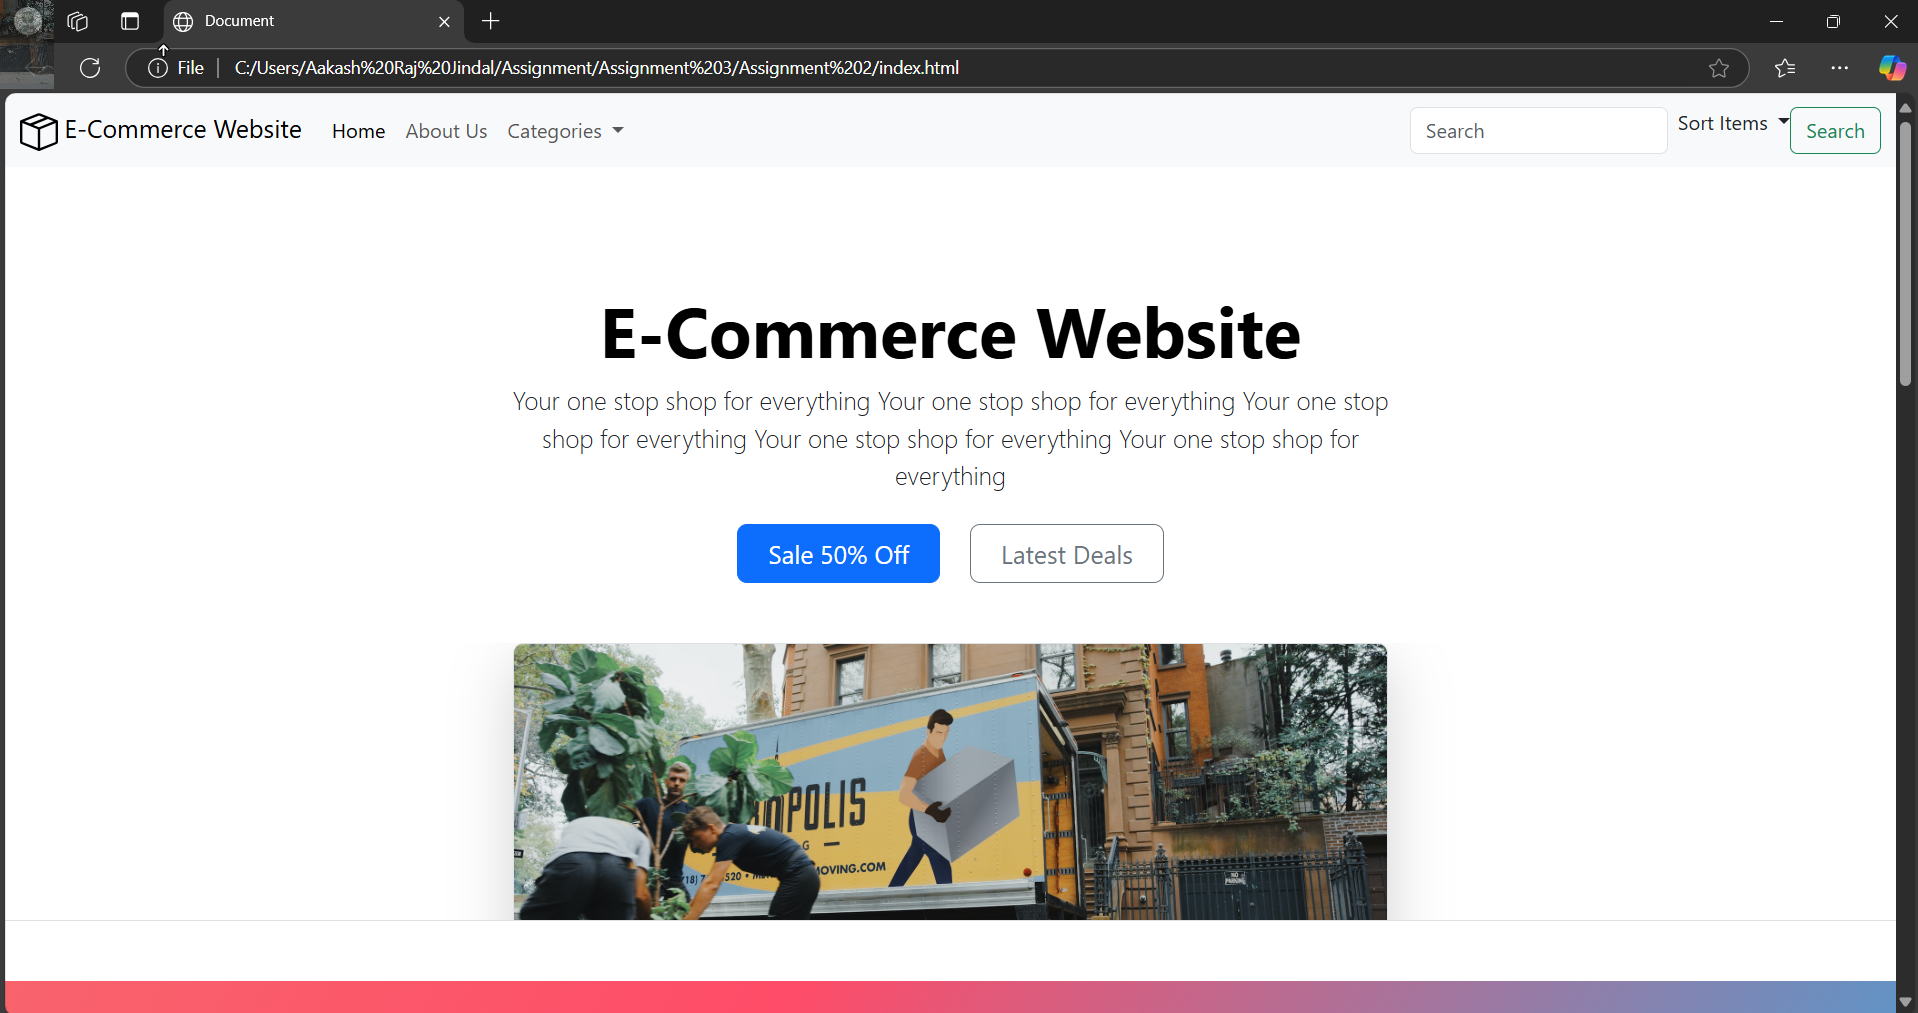 Document
File
C:/Users/Aakash%20Raj%20Jindal/Assignment/Assignment%203/Assignment%202/index.html
E-Commerce Website Home About Us Categories Search Sort Items Search
E-Commerce Website
Your one stop shop for everything Your one stop shop for everything Your one stop
shop for everything Your one stop shop for everything Your one stop shop for
everything
Sale 50% Off Latest Deals
POLIS
G
520
OVING.COM
NO
PARKING